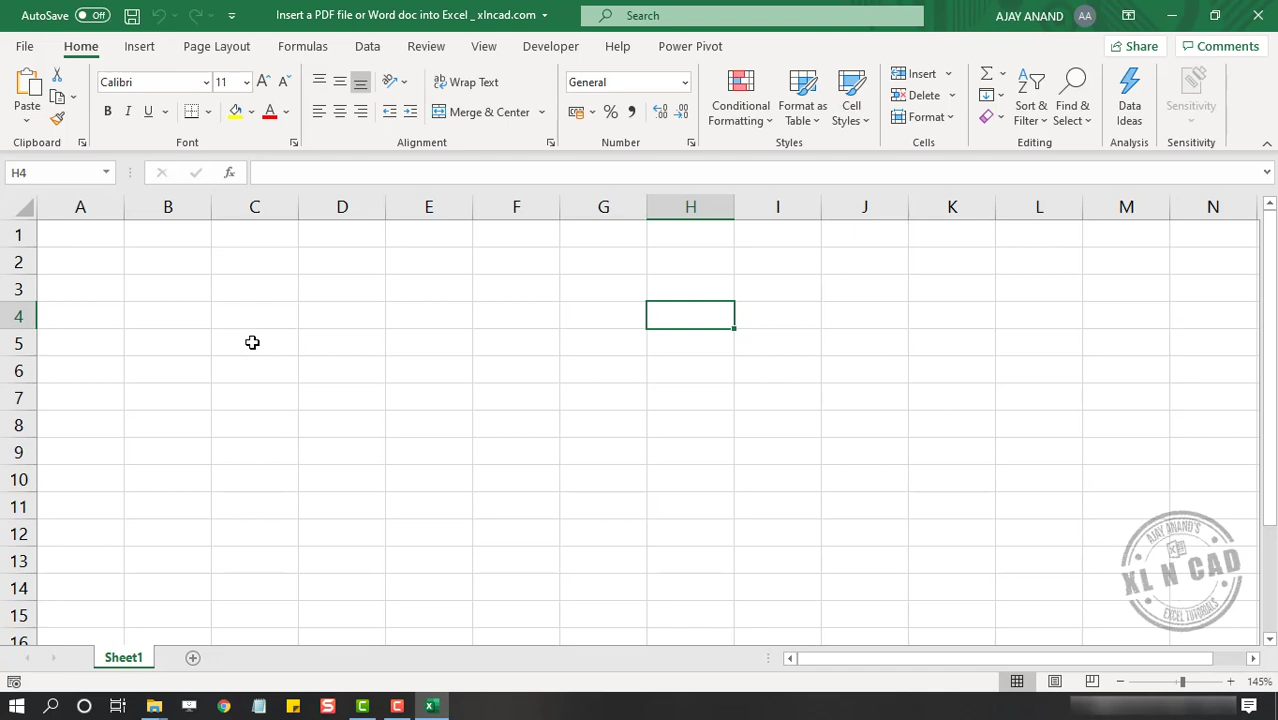 AutoSave Off Insert a PDF file or Word doc into Excel _ xlncad.com Search AJAY ANAND AA
File Home Insert Page Layout Formulas Data Review View Developer Help Power Pivot Share Comments
Paste Calibri 11 Wrap Text General Conditional Formatting Format as Table Cell Styles Insert Delete Format Sort & Filter Find & Select Data Ideas Sensitivity
B I U Merge & Center % ,
Clipboard Font Alignment Number Styles Cells Editing Analysis Sensitivity
H4 fx
A B C D E F G H I J K L M N
1
2
3
4
5
6
7
8
9
10
11
12
13
14
15
16
AJAY ANAND'S
XL N CAD
EXCEL TUTORIALS
Sheet1
145%